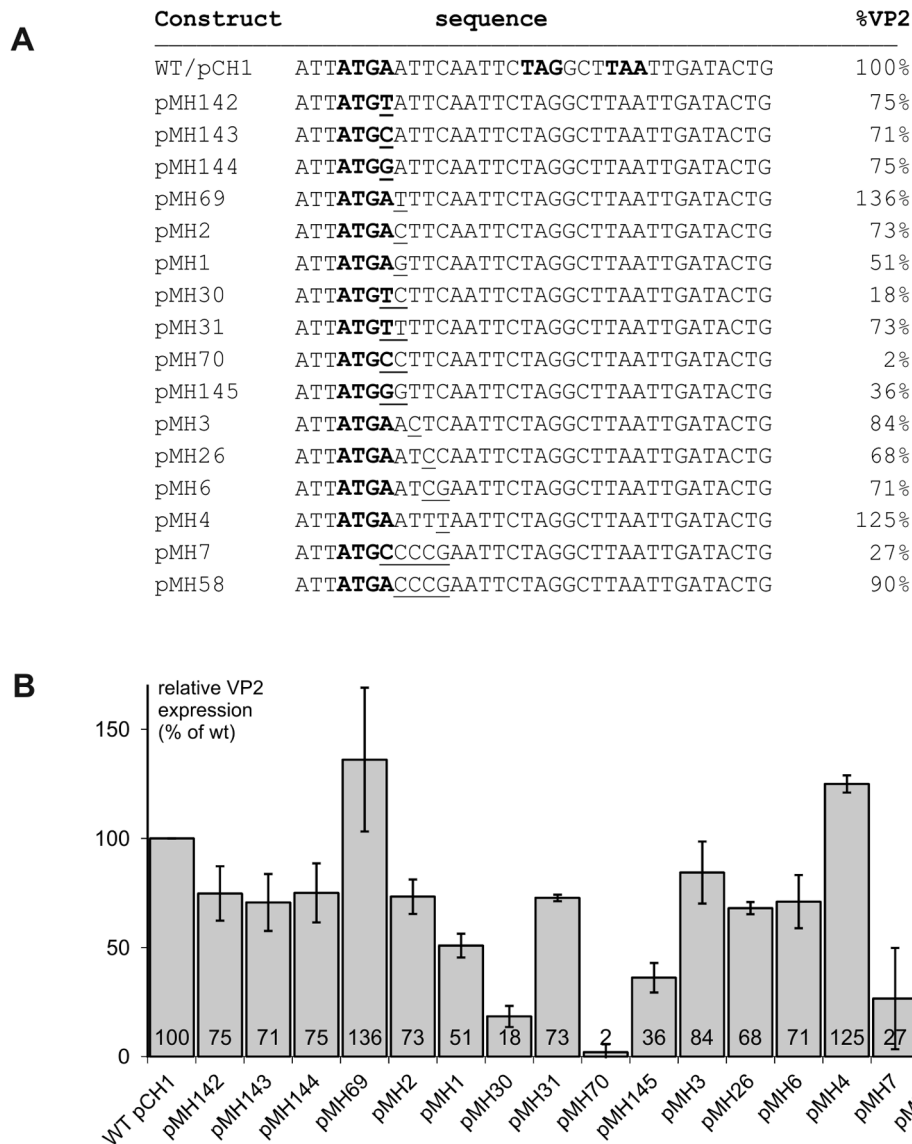 A
Construct sequence %VP2
WT/pCH1 ATTATGAATTCAATTCTAGGCTTAATTGATACTG 100%
pMH142 ATTATGTATTCAATTCTAGGCTTAATTGATACTG 75%
pMH143 ATTATGCATTCAATTCTAGGCTTAATTGATACTG 71%
pMH144 ATTATGGATTCAATTCTAGGCTTAATTGATACTG 75%
pMH69 ATTATGATTTCAATTCTAGGCTTAATTGATACTG 136%
pMH2 ATTATGACTTCAATTCTAGGCTTAATTGATACTG 73%
pMH1 ATTATGAGTTCAATTCTAGGCTTAATTGATACTG 51%
pMH30 ATTATGTCTTCAATTCTAGGCTTAATTGATACTG 18%
pMH31 ATTATGTTTTCAATTCTAGGCTTAATTGATACTG 73%
pMH70 ATTATGCCTTCAATTCTAGGCTTAATTGATACTG 2%
pMH145 ATTATGGGTTCAATTCTAGGCTTAATTGATACTG 36%
pMH3 ATTATGAACTCAATTCTAGGCTTAATTGATACTG 84%
pMH26 ATTATGAATCCAATTCTAGGCTTAATTGATACTG 68%
pMH6 ATTATGAATCGAATTCTAGGCTTAATTGATACTG 71%
pMH4 ATTATGAATTTAATTCTAGGCTTAATTGATACTG 125%
pMH7 ATTATGCCCCGAATTCTAGGCTTAATTGATACTG 27%
pMH58 ATTATGACCCGAATTCTAGGCTTAATTGATACTG 90%
B
relative VP2
expression
(% of wt)
150
100
50
0
100 75 71 75 136 73 51 18 73 2 36 84 68 71 125 27
WT pCH1 pMH142 pMH143 pMH144 pMH69 pMH2 pMH1 pMH30 pMH31 pMH70 pMH145 pMH3 pMH26 pMH6 pMH4 pMH7